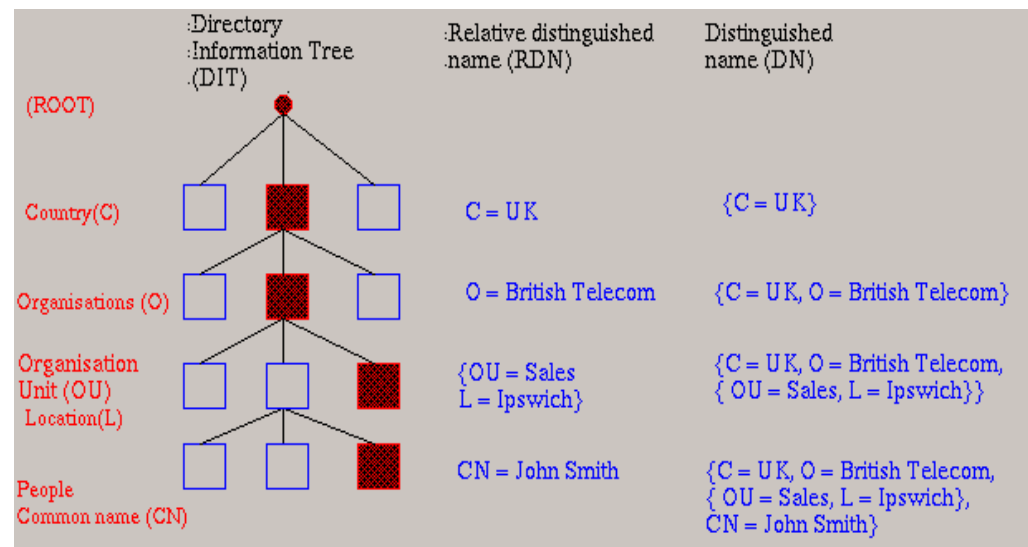 :Directory
:Information Tree
.(DIT)
:Relative distinguished
.name (RDN)
Distinguished
name (DN)
(ROOT)
Country(C)
C = UK
{C = UK}
Organisations (O)
O = British Telecom
{C = UK, O = British Telecom}
Organisation
Unit (OU)
Location(L)
{OU = Sales
L = Ipswich}
{C = UK, O = British Telecom,
{ OU = Sales, L = Ipswich}}
People
Common name (CN)
CN = John Smith
{C = UK, O = British Telecom,
{ OU = Sales, L = Ipswich},
CN = John Smith}